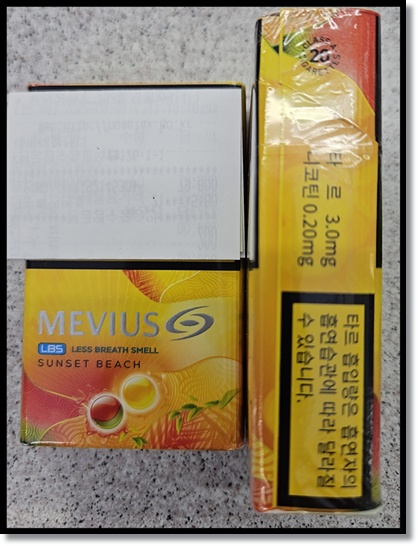 MEVIUS
LBS LESS BREATH SMELL
SUNSET BEACH
20
타르 3.0mg
니코틴 0.20mg
타르 흡입량은 흡연자의
흡연습관에 따라 달라질
수 있습니다.